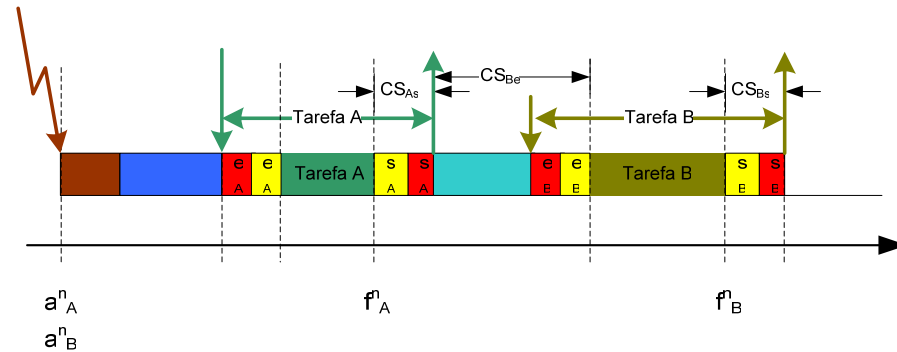 CS_As
CS_Be
CS_Bs
Tarefa A
Tarefa B
e e Tarefa A s s e e Tarefa B s s
A A A A B B B B
a^n_A f^n_A f^n_B
a^n_B